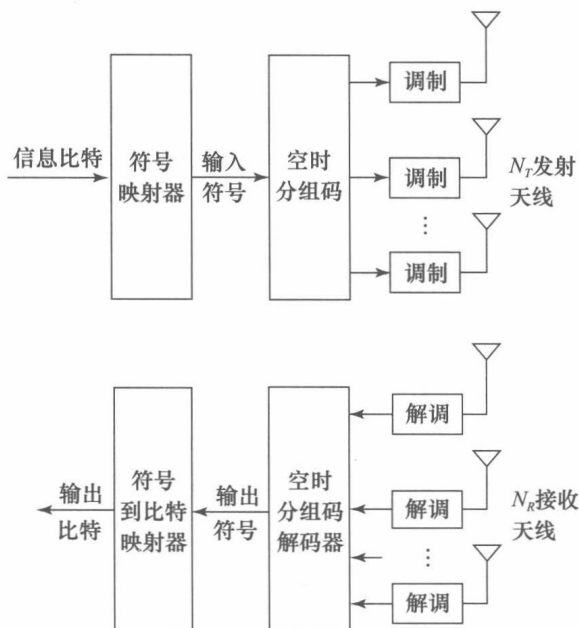 信息比特
符号
映射器
输入
符号
空时
分组码
调制
调制
⋮
调制
N_T发射
天线
输出
比特
符号
到比特
映射器
输出
符号
空时
分组码
解码器
解调
解调
⋮
解调
N_R接收
天线